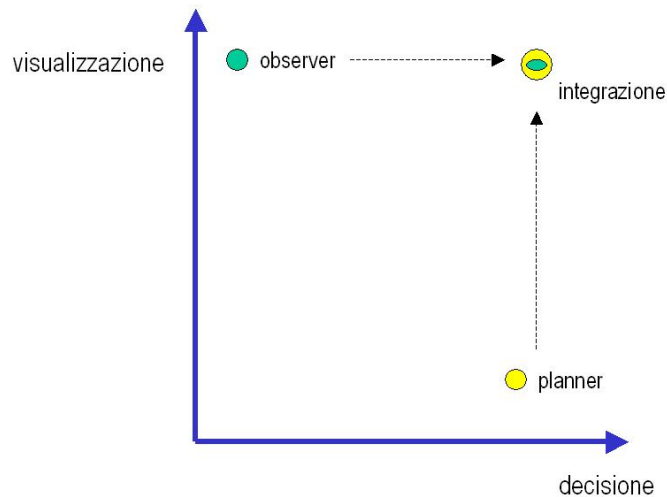 visualizzazione
observer
integrazione
planner
decisione